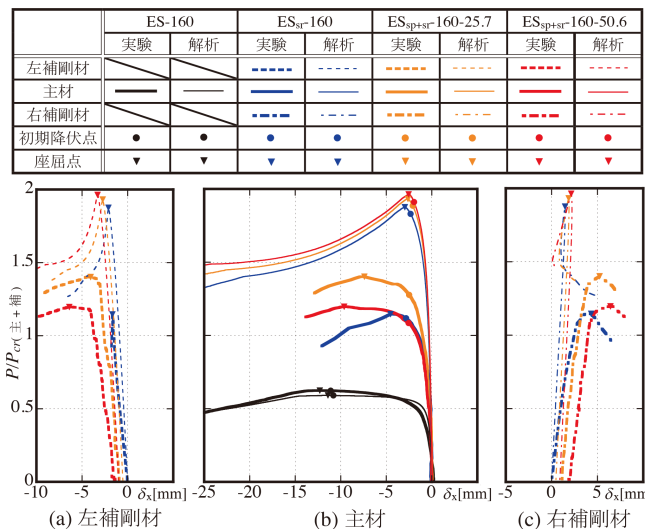 ES-160 ESsr-160 ESsp+sr-160-25.7 ESsp+sr-160-50.6
実験 解析 実験 解析 実験 解析 実験 解析
左補剛材
主材
右補剛材
初期降伏点
座屈点
P/Pcr(主+補)
2
1.5
1
0.5
0
-10 -5 0 δx[mm]
-25 -20 -15 -10 -5 δx[mm] 0
-5 0 5 δx[mm]
(a) 左補剛材 (b) 主材 (c) 右補剛材